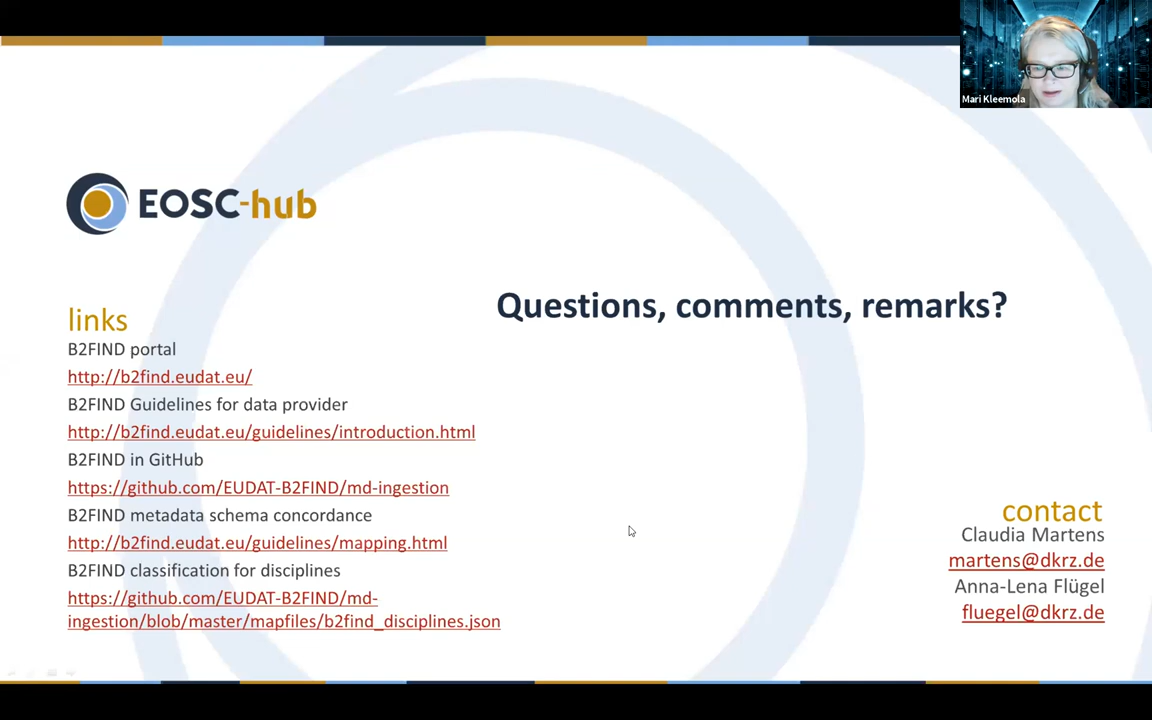 Mari Kleemola
EOSC-hub
Questions, comments, remarks?
links
B2FIND portal
http://b2find.eudat.eu/
B2FIND Guidelines for data provider
http://b2find.eudat.eu/guidelines/introduction.html
B2FIND in GitHub
https://github.com/EUDAT-B2FIND/md-ingestion
B2FIND metadata schema concordance
http://b2find.eudat.eu/guidelines/mapping.html
B2FIND classification for disciplines
https://github.com/EUDAT-B2FIND/md-
ingestion/blob/master/mapfiles/b2find_disciplines.json
contact
Claudia Martens
martens@dkrz.de
Anna-Lena Flügel
fluegel@dkrz.de